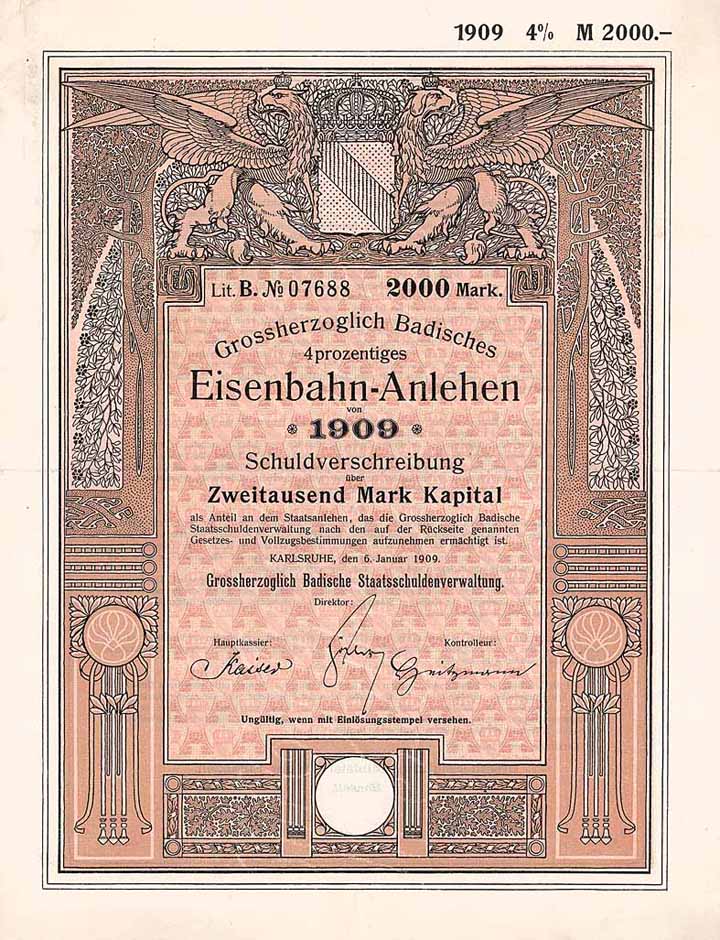 1909 4% M 2000.–
Lit. B. № 07688 2000 Mark.
Grossherzoglich Badisches
4prozentiges
Eisenbahn-Anlehen
von
1909
Schuldverschreibung
über
Zweitausend Mark Kapital
als Anteil an dem Staatsanlehen, das die Grossherzoglich Badische
Staatsschuldenverwaltung nach den auf der Rückseite genannten
Gesetzes- und Vollzugsbestimmungen aufzunehmen ermächtigt ist.
KARLSRUHE, den 6. Januar 1909.
Grossherzoglich Badische Staatsschuldenverwaltung.
Direktor:
Hauptkassier: Kontrolleur:
Kaiser
Ungültig, wenn mit Einlösungsstempel versehen.